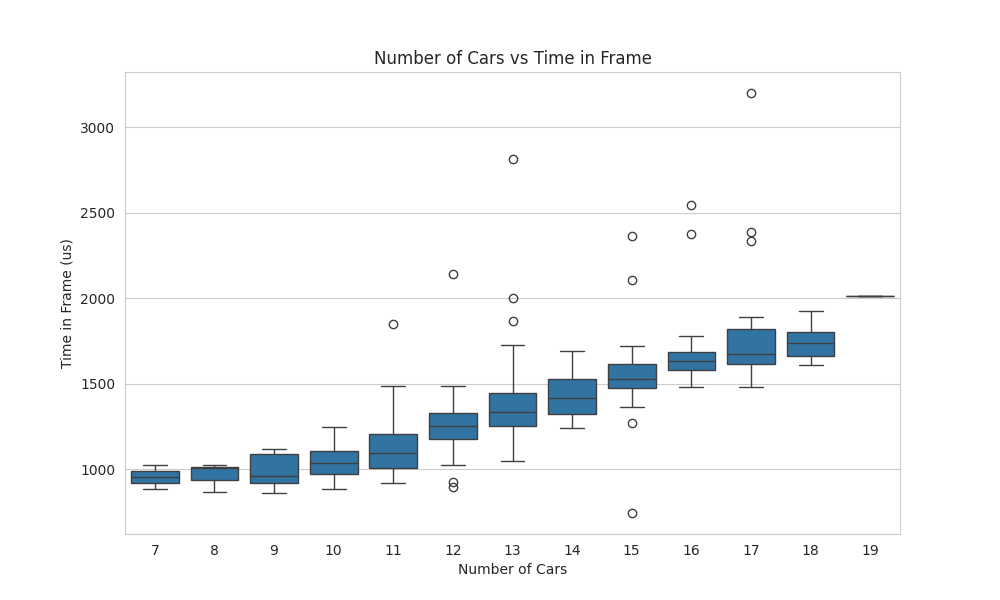 Number of Cars vs Time in Frame
Time in Frame (us)
3000
2500
2000
1500
1000
7 8 9 10 11 12 13 14 15 16 17 18 19
Number of Cars